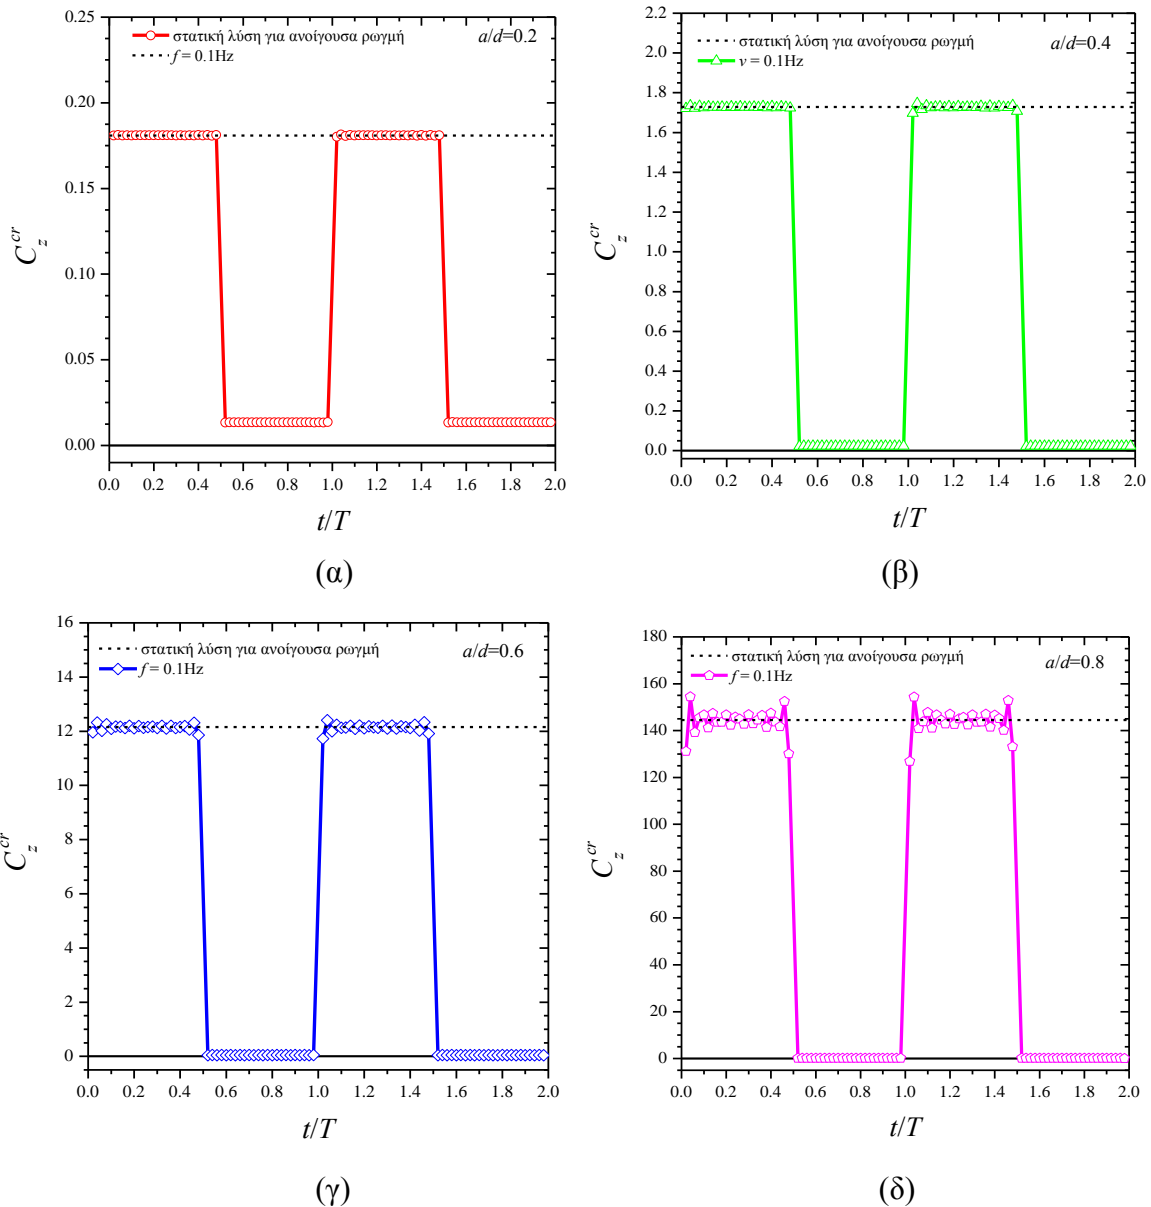 στατική λύση για ανοίγουσα ρωγμή
f = 0.1Hz
a/d=0.2
0.25
0.20
0.15
0.10
0.05
0.00
C_z^{cr}
0.0 0.2 0.4 0.6 0.8 1.0 1.2 1.4 1.6 1.8 2.0
t/T
(α)
στατική λύση για ανοίγουσα ρωγμή
ν = 0.1Hz
a/d=0.4
2.2
2.0
1.8
1.6
1.4
1.2
1.0
0.8
0.6
0.4
0.2
0.0
C_z^{cr}
0.0 0.2 0.4 0.6 0.8 1.0 1.2 1.4 1.6 1.8 2.0
t/T
(β)
στατική λύση για ανοίγουσα ρωγμή
f = 0.1Hz
a/d=0.6
16
14
12
10
8
6
4
2
0
C_z^{cr}
0.0 0.2 0.4 0.6 0.8 1.0 1.2 1.4 1.6 1.8 2.0
t/T
(γ)
στατική λύση για ανοίγουσα ρωγμή
f = 0.1Hz
a/d=0.8
180
160
140
120
100
80
60
40
20
0
C_z^{cr}
0.0 0.2 0.4 0.6 0.8 1.0 1.2 1.4 1.6 1.8 2.0
t/T
(δ)